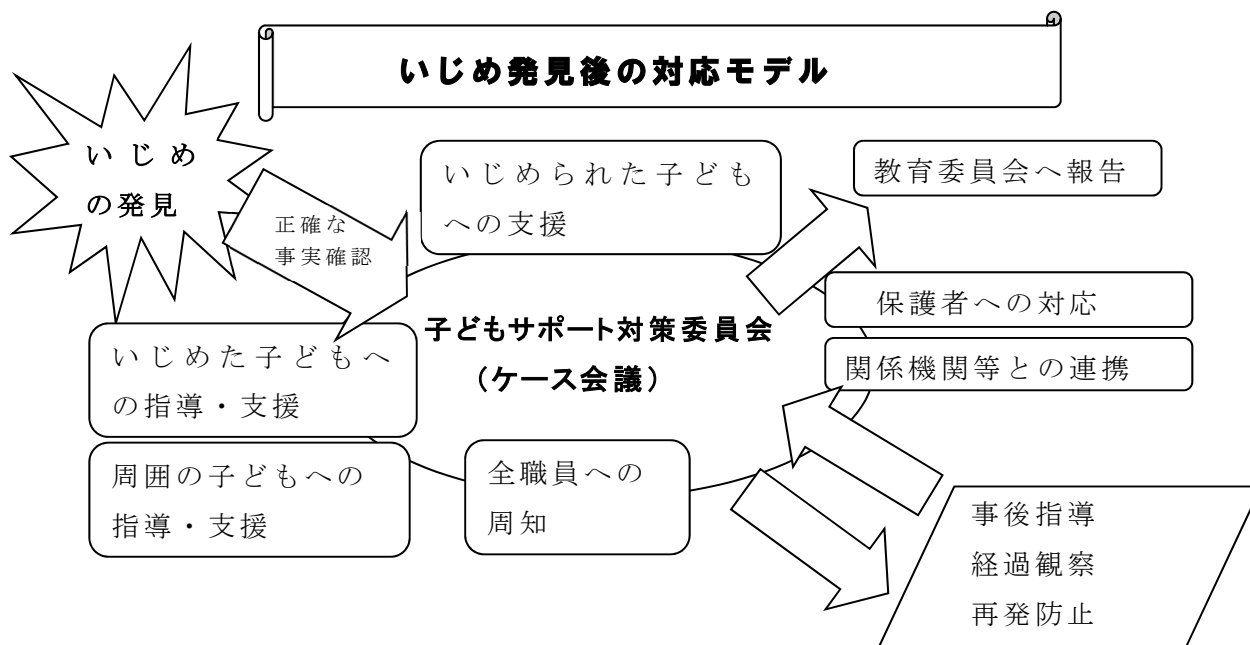 いじめ発見後の対応モデル
いじめ
の発見
正確な
事実確認
いじめられた子ども
への支援
教育委員会へ報告
保護者への対応
関係機関等との連携
子どもサポート対策委員会
（ケース会議）
いじめた子どもへ
の指導・支援
周囲の子どもへの
指導・支援
全職員への
周知
事後指導
経過観察
再発防止